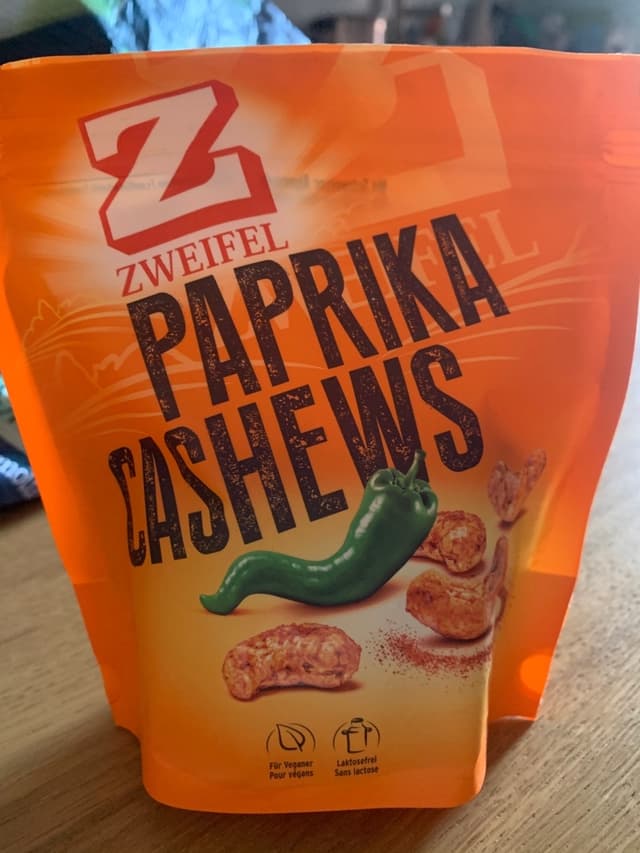 Z
ZWEIFEL
PAPRIKA
CASHEWS
Für Veganer
Pour végans
Laktosefrei
Sans lactose